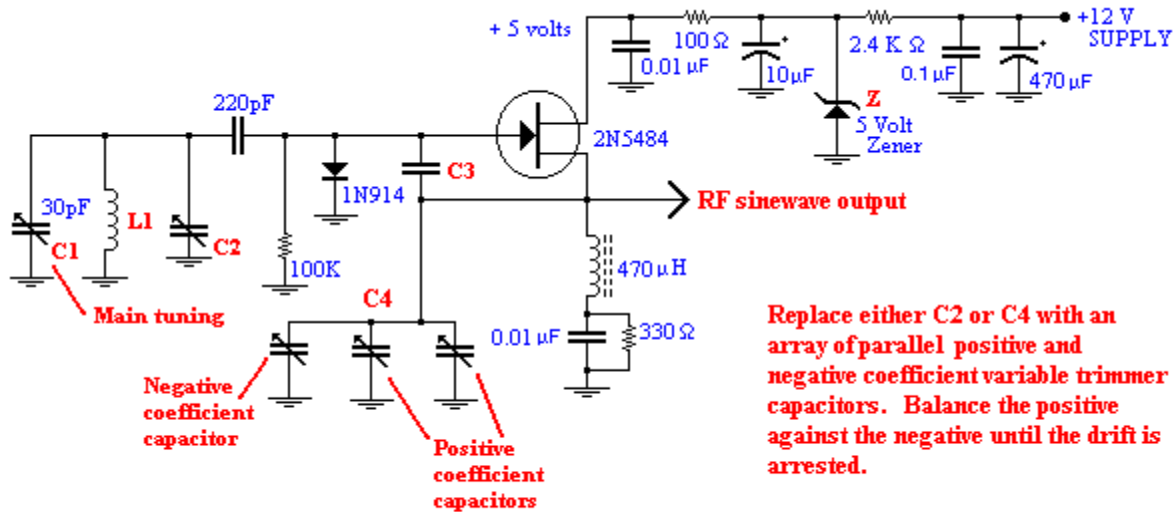 + 5 volts
100 Ω
2.4 K Ω
+12 V
SUPPLY
0.01 μF
+
10μF
0.1μF
+
470 μF
Z
5 Volt
Zener
220pF
2N5484
C3
1N914
30pF
L1
C1
C2
100K
RF sinewave output
Main tuning
C4
470 μH
0.01 μF
330 Ω
Negative
coefficient
capacitor
Positive
coefficient
capacitors
Replace either C2 or C4 with an
array of parallel positive and
negative coefficient variable trimmer
capacitors. Balance the positive
against the negative until the drift is
arrested.